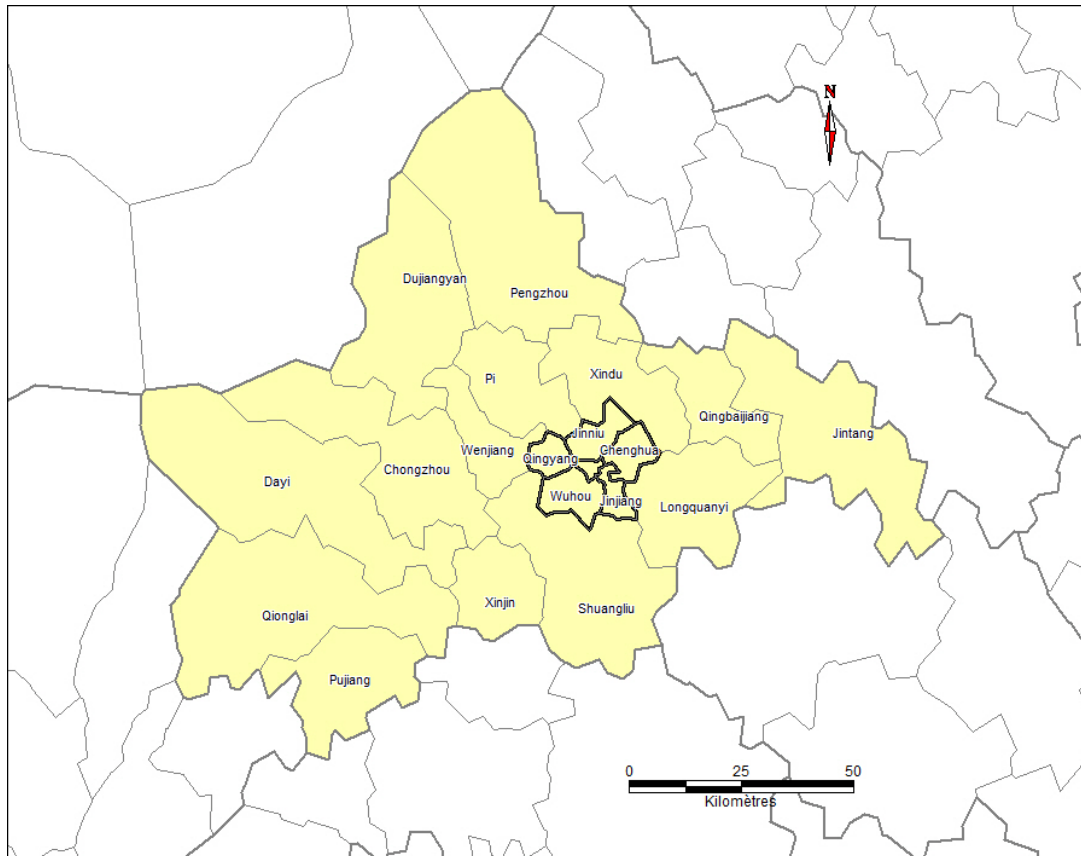 N
Dujiangyan
Pengzhou
Pi
Xindu
Qingbaijiang
Jintang
Jinniu
Chenghua
Wenjiang
Qingyang
Chongzhou
Dayi
Wuhou
Jinjiang
Longquanyi
Xinjin
Shuangliu
Qionglai
Pujiang
0 25 50
Kilomètres